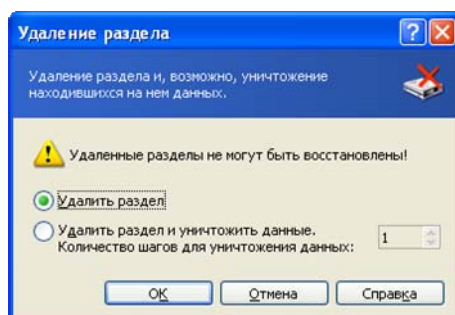 Удаление раздела
Удаление раздела и, возможно, уничтожение
находившихся на нем данных.
Удаленные разделы не могут быть восстановлены!
Удалить раздел
Удалить раздел и уничтожить данные.
Количество шагов для уничтожения данных:
1
OK
Отмена
Справка